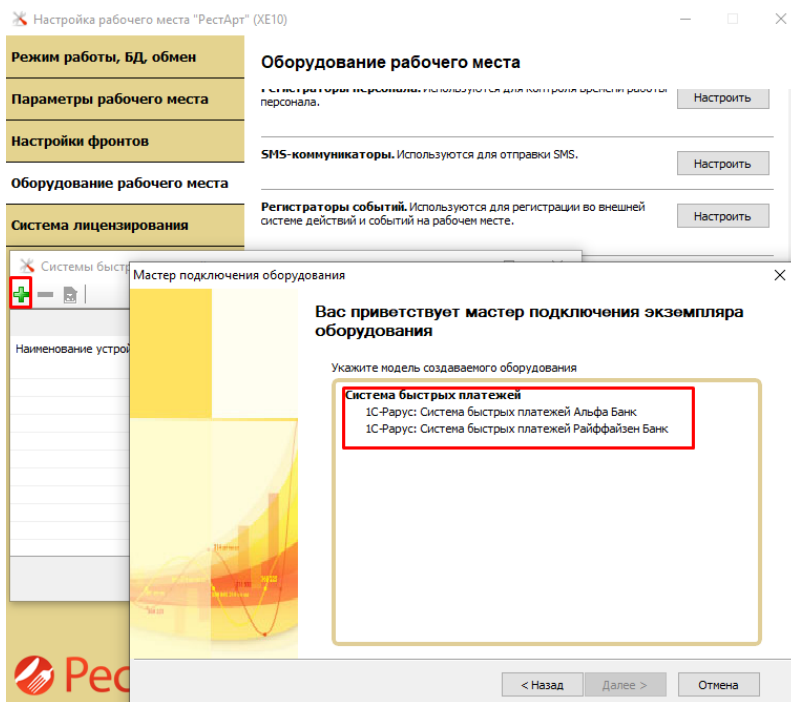 Настройка рабочего места "РестАрт" (XE10)
Режим работы, БД, обмен
Параметры рабочего места
Настройки фронтов
Оборудование рабочего места
Система лицензирования
Оборудование рабочего места
Регистраторы персонала. Используются для контроля времени работы
персонала.
Настроить
SMS-коммуникаторы. Используются для отправки SMS.
Настроить
Регистраторы событий. Используются для регистрации во внешней
системе действий и событий на рабочем месте.
Настроить
Системы быстр
Наименование устрой
Мастер подключения оборудования
Вас приветствует мастер подключения экземпляра
оборудования
Укажите модель создаваемого оборудования
Система быстрых платежей
1С-Рарус: Система быстрых платежей Альфа Банк
1С-Рарус: Система быстрых платежей Райффайзен Банк
< Назад
Далее >
Отмена
Рес